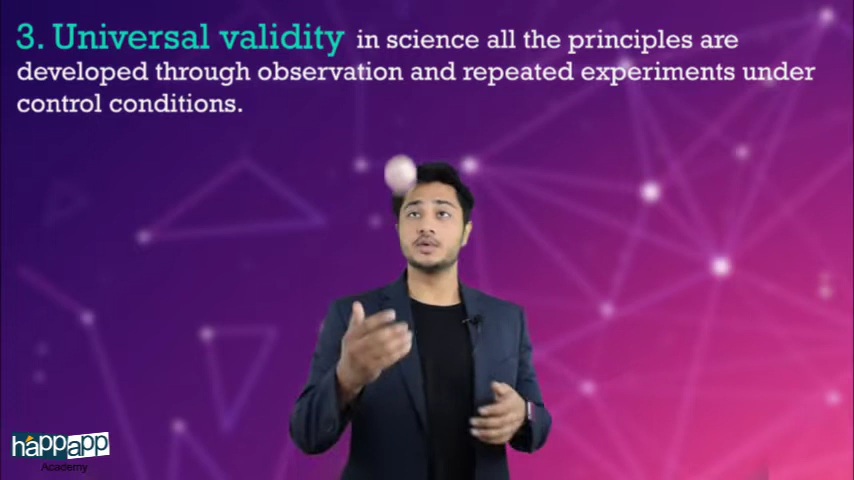 3. Universal validity in science all the principles are
developed through observation and repeated experiments under
control conditions.
happapp
Academy